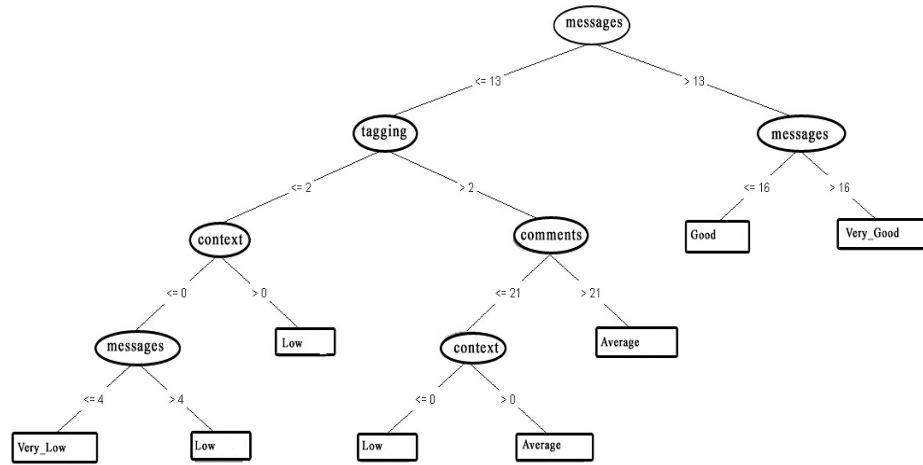 messages
<= 13
> 13
tagging
messages
<= 2
> 2
<= 16
> 16
context
comments
Good
Very_Good
<= 0
> 0
<= 21
> 21
messages
Low
context
Average
<= 4
> 4
<= 0
> 0
Very_Low
Low
Low
Average